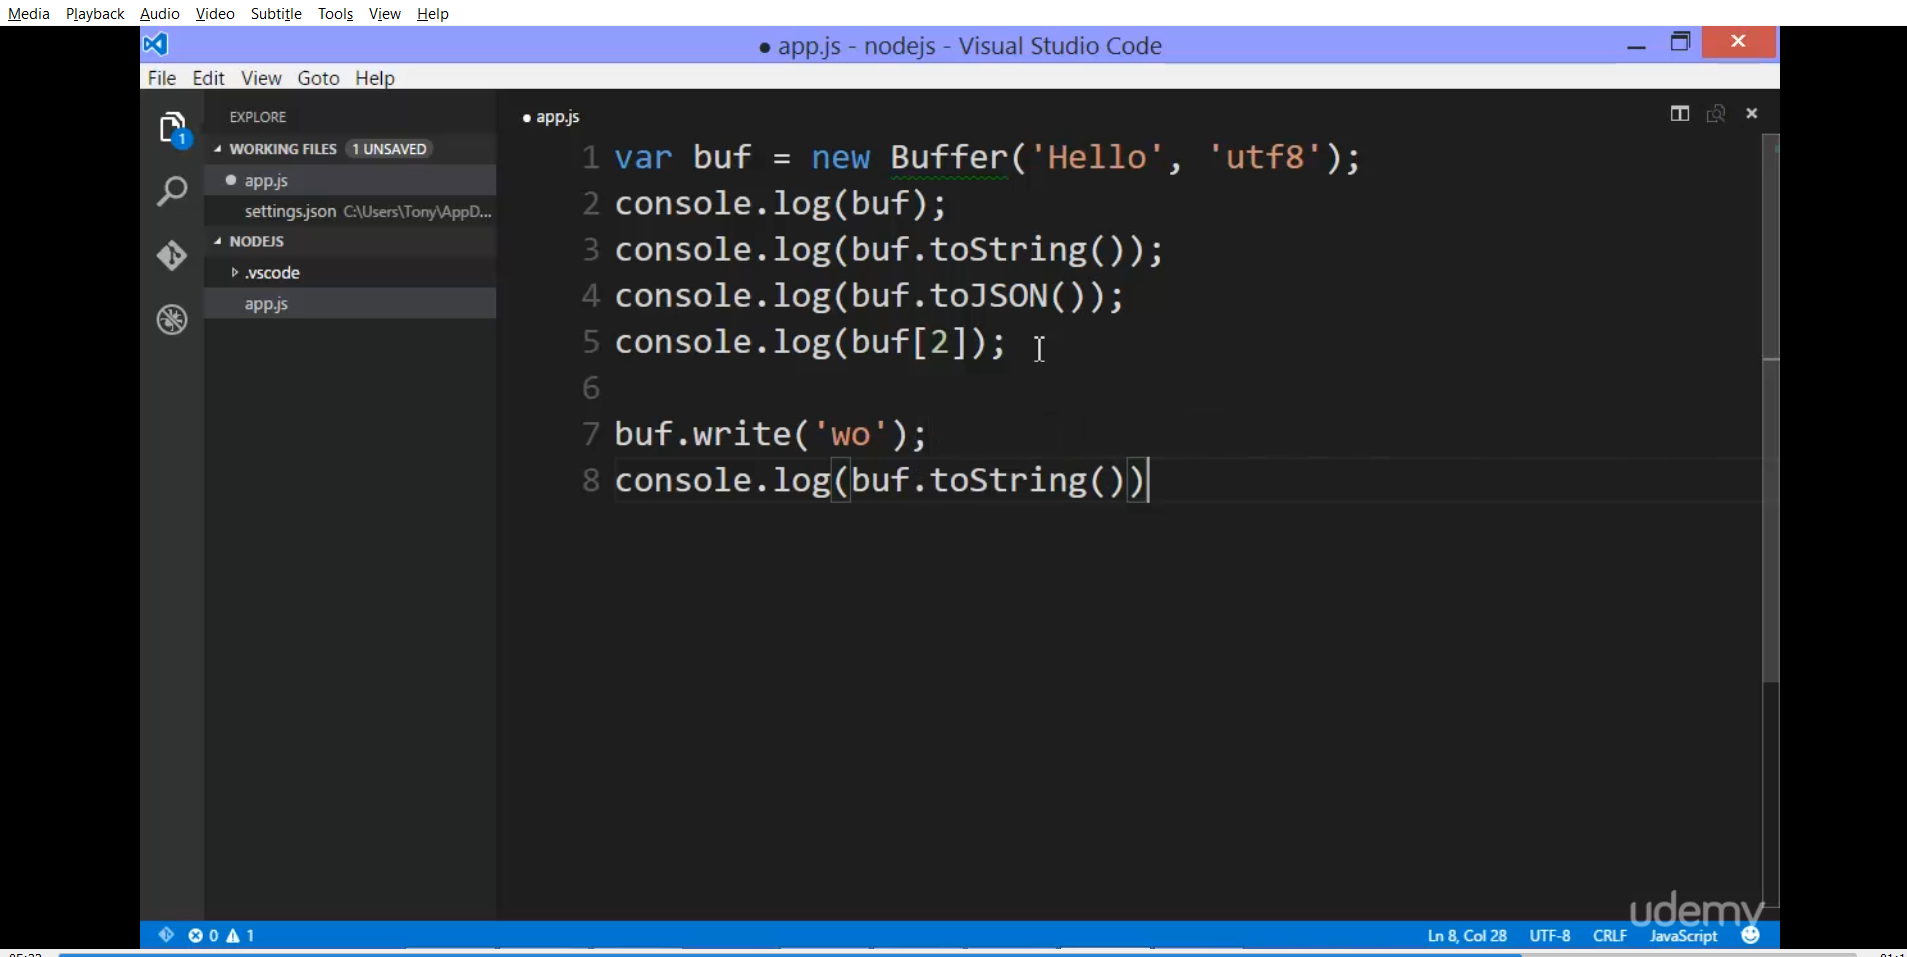 Media Playback Audio Video Subtitle Tools View Help
● app.js - nodejs - Visual Studio Code
File Edit View Goto Help
EXPLORE
WORKING FILES 1 UNSAVED
app.js
settings.json C:\Users\Tony\AppD...
NODEJS
.vscode
app.js
1
● app.js
1 var buf = new Buffer('Hello', 'utf8');
2 console.log(buf);
3 console.log(buf.toString());
4 console.log(buf.toJSON());
5 console.log(buf[2]);
6
7 buf.write('wo');
8 console.log(buf.toString())
udemy
0 1 Ln 8, Col 28 UTF-8 CRLF JavaScript